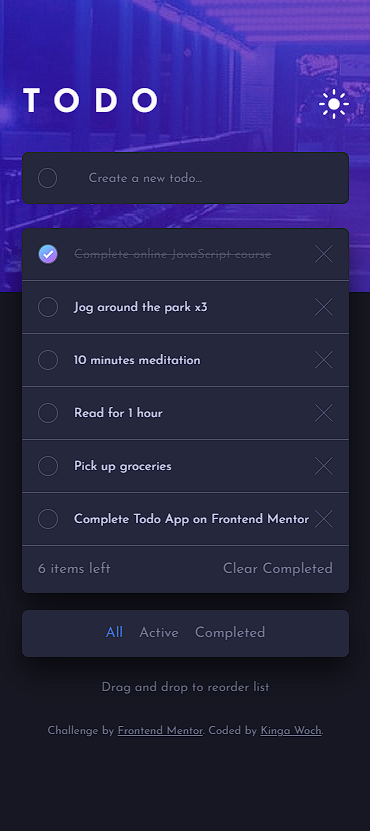 TODO
Create a new todo...
Complete online JavaScript course
Jog around the park x3
10 minutes meditation
Read for 1 hour
Pick up groceries
Complete Todo App on Frontend Mentor
6 items left Clear Completed
All Active Completed
Drag and drop to reorder list
Challenge by Frontend Mentor. Coded by Kinga Woch.